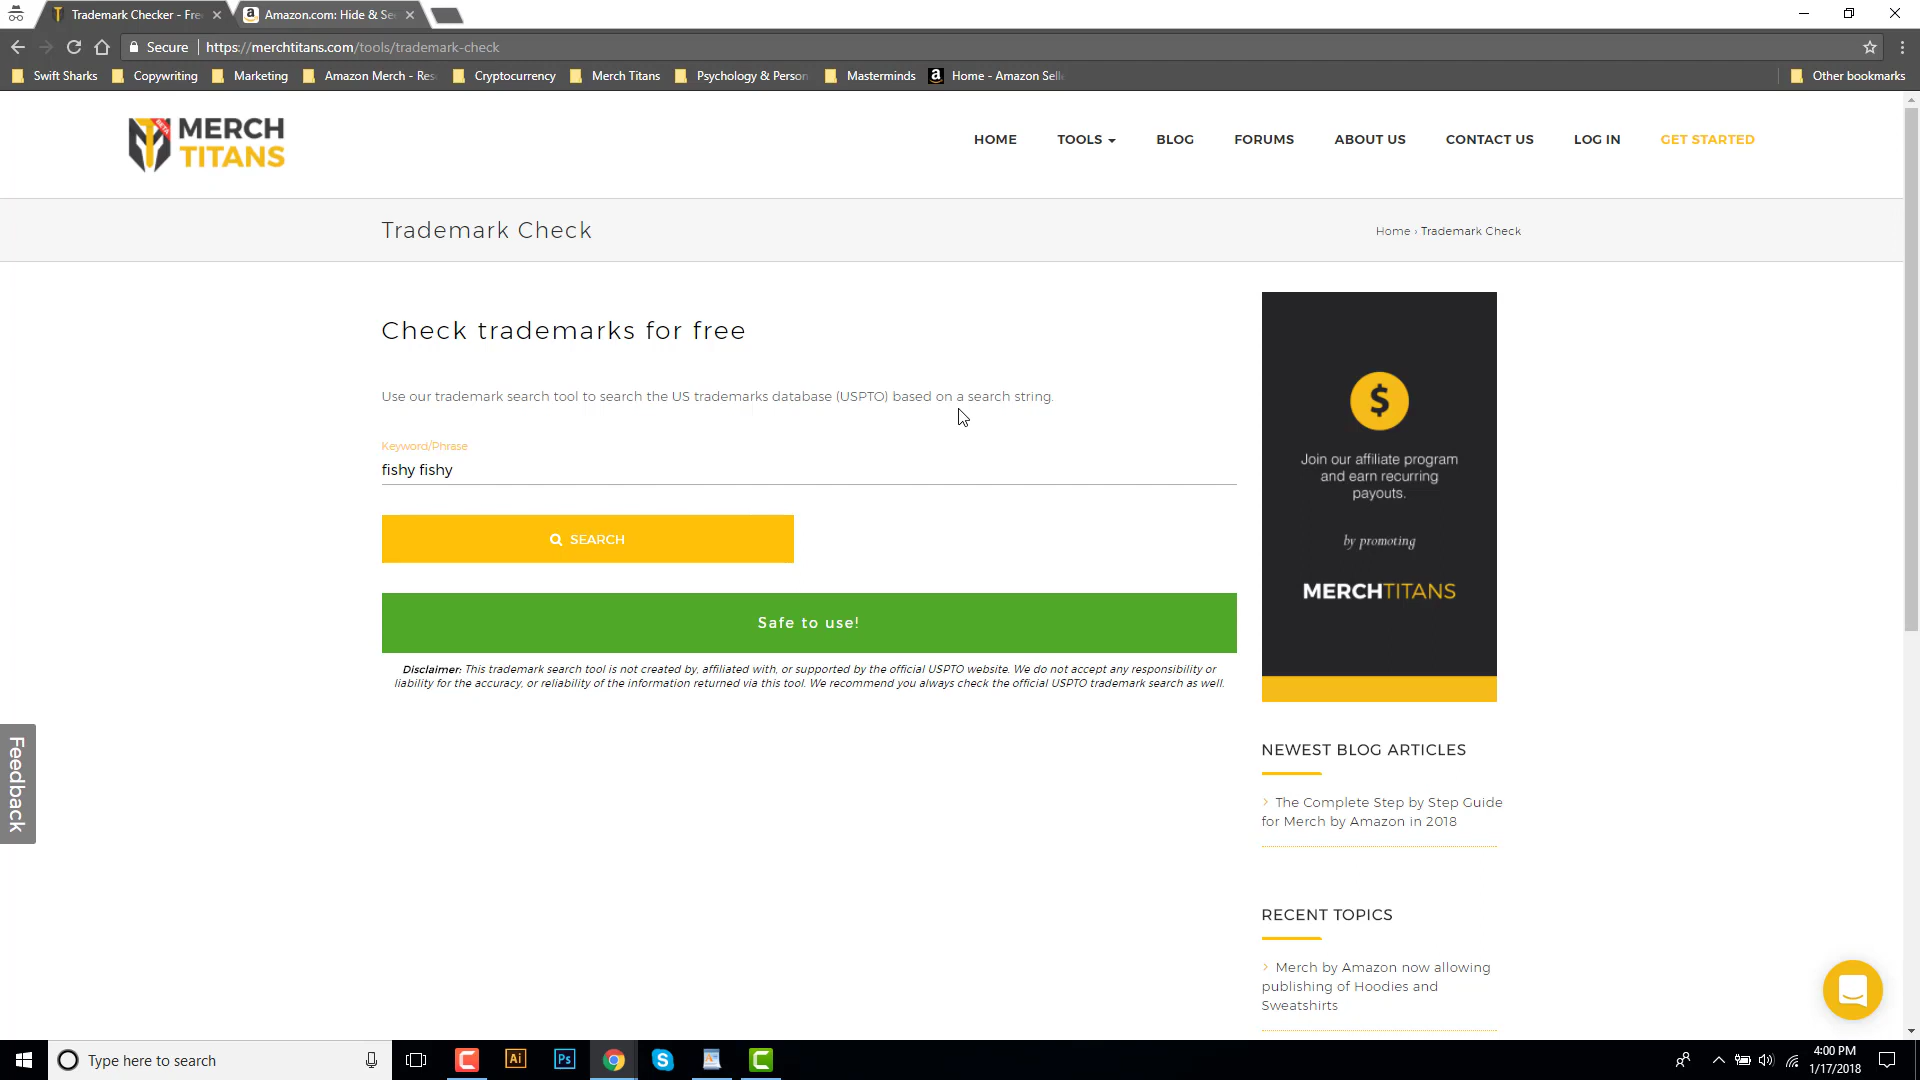 Trademark Checker - Fre
Amazon.com: Hide & Se
Secure
https://merchtitans.com/tools/trademark-check
Swift Sharks
Copywriting
Marketing
Amazon Merch - Res
Cryptocurrency
Merch Titans
Psychology & Person
Masterminds
Home - Amazon Selle
Other bookmarks
BETA
MERCH
TITANS
HOME
TOOLS
BLOG
FORUMS
ABOUT US
CONTACT US
LOG IN
GET STARTED
Trademark Check
Home › Trademark Check
Check trademarks for free
Use our trademark search tool to search the US trademarks database (USPTO) based on a search string.
Keyword/Phrase
fishy fishy
SEARCH
Safe to use!
Disclaimer: This trademark search tool is not created by, affiliated with, or supported by the official USPTO website. We do not accept any responsibility or
liability for the accuracy, or reliability of the information returned via this tool. We recommend you always check the official USPTO trademark search as well.
$
Join our affiliate program
and earn recurring
payouts.
by promoting
MERCHTITANS
NEWEST BLOG ARTICLES
› The Complete Step by Step Guide
for Merch by Amazon in 2018
RECENT TOPICS
› Merch by Amazon now allowing
publishing of Hoodies and
Sweatshirts
Feedback
Type here to search
Ai
Ps
4:00 PM
1/17/2018